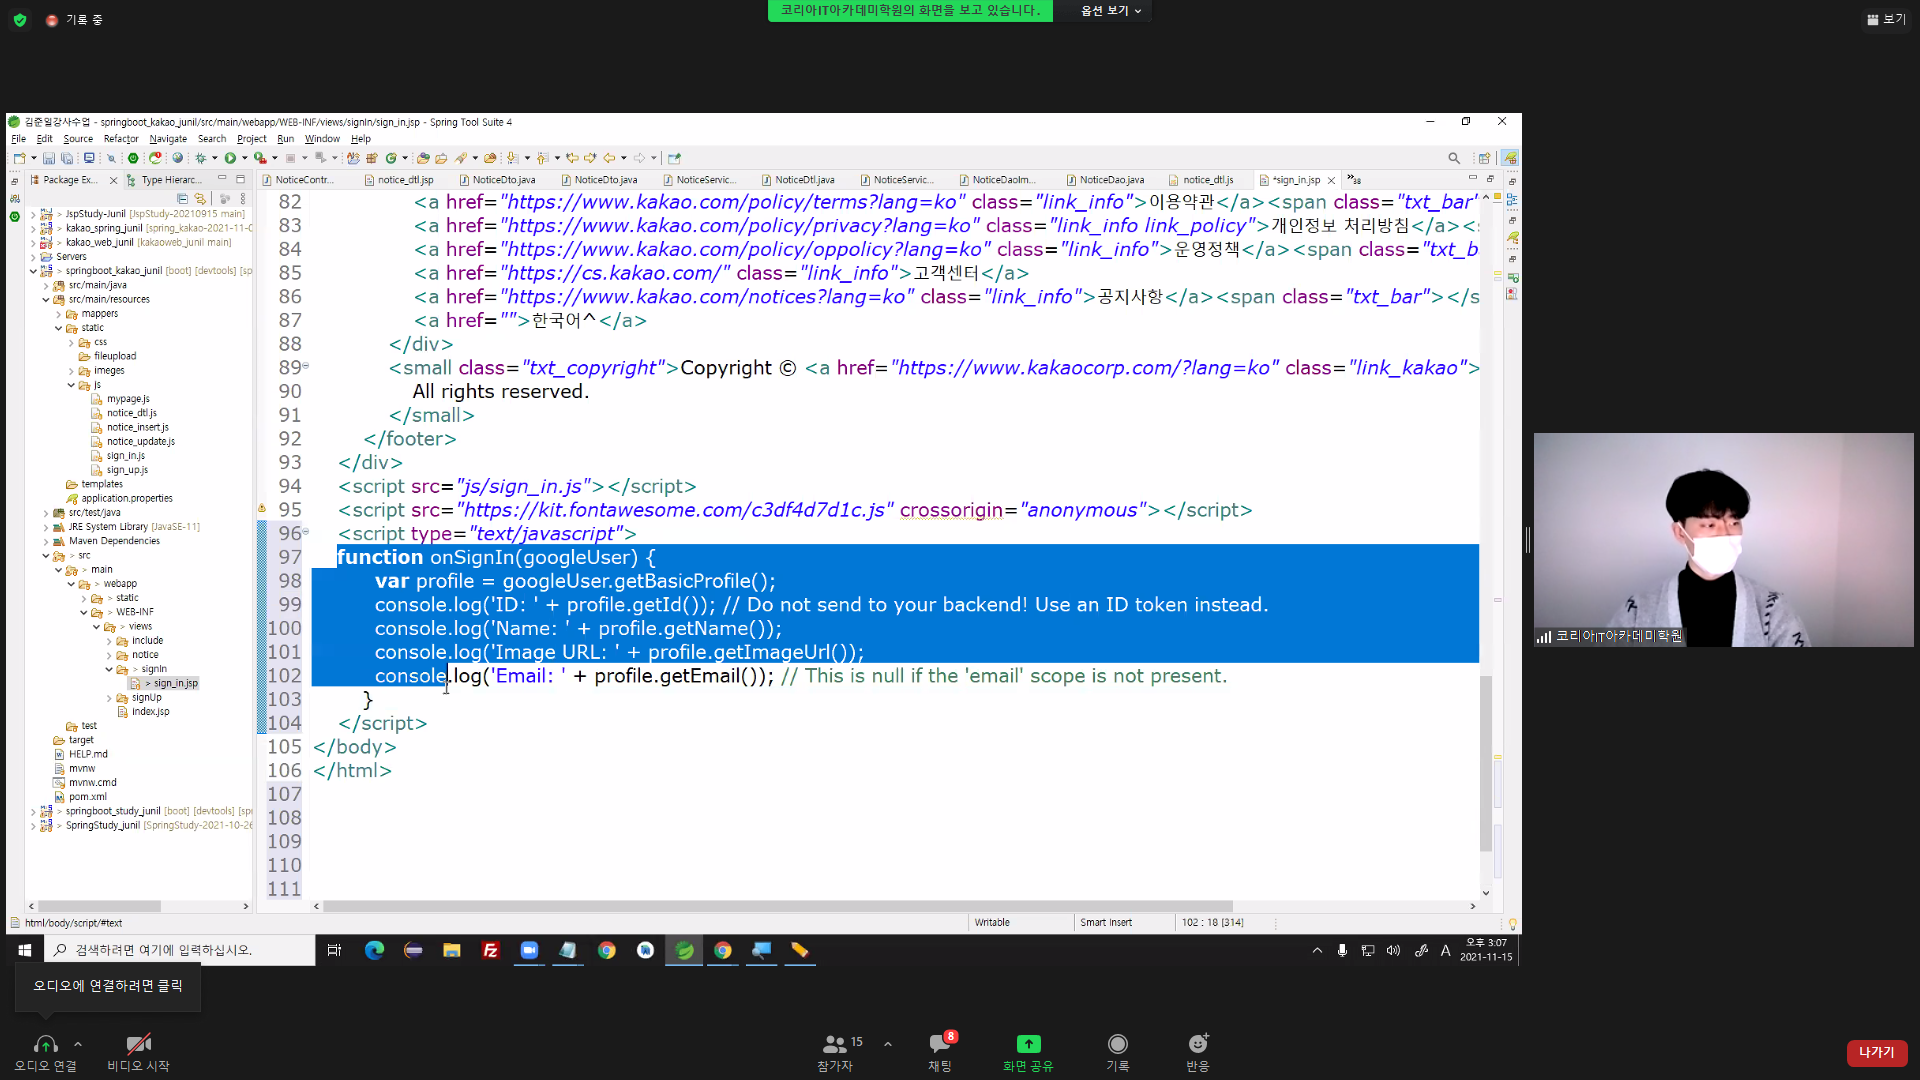 기록 중
코리아IT아카데미학원의 화면을 보고 있습니다.
옵션 보기
보기
김준일강사수업 - springboot_kakao_junil/src/main/webapp/WEB-INF/views/signIn/sign_in.jsp - Spring Tool Suite 4
File Edit Source Refactor Navigate Search Project Run Window Help
Package Ex... Type Hierarc...
NoticeContr... notice_dtl.jsp NoticeDto.java NoticeDto.java NoticeServic... NoticeDtl.java NoticeServic... NoticeDaoIm... NoticeDao.java notice_dtl.js *sign_in.jsp 38
JspStudy-Junil [JspStudy-20210915 main]
kakao_spring_junil [spring_kakao-2021-11-0
kakao_web_junil [kakaoweb_junil main]
Servers
springboot_kakao_junil [boot] [devtools] [sp
src/main/java
src/main/resources
mappers
static
css
fileupload
imeges
js
mypage.js
notice_dtl.js
notice_insert.js
notice_update.js
sign_in.js
sign_up.js
templates
application.properties
src/test/java
JRE System Library [JavaSE-11]
Maven Dependencies
src
main
webapp
static
WEB-INF
views
include
notice
signIn
sign_in.jsp
signUp
index.jsp
test
target
HELP.md
mvnw
mvnw.cmd
pom.xml
springboot_study_junil [boot] [devtools] [spr
SpringStudy_junil [SpringStudy-2021-10-26
82 <a href="https://www.kakao.com/policy/terms?lang=ko" class="link_info">이용약관</a><span class="txt_bar"
83 <a href="https://www.kakao.com/policy/privacy?lang=ko" class="link_info link_policy">개인정보 처리방침</a><s
84 <a href="https://www.kakao.com/policy/oppolicy?lang=ko" class="link_info">운영정책</a><span class="txt_b
85 <a href="https://cs.kakao.com/" class="link_info">고객센터</a>
86 <a href="https://www.kakao.com/notices?lang=ko" class="link_info">공지사항</a><span class="txt_bar"></s
87 <a href="">한국어^</a>
88 </div>
89 <small class="txt_copyright">Copyright © <a href="https://www.kakaocorp.com/?lang=ko" class="link_kakao">
90 All rights reserved.
91 </small>
92 </footer>
93 </div>
94 <script src="js/sign_in.js"></script>
95 <script src="https://kit.fontawesome.com/c3df4d7d1c.js" crossorigin="anonymous"></script>
96 <script type="text/javascript">
97 function onSignIn(googleUser) {
98 var profile = googleUser.getBasicProfile();
99 console.log('ID: ' + profile.getId()); // Do not send to your backend! Use an ID token instead.
100 console.log('Name: ' + profile.getName());
101 console.log('Image URL: ' + profile.getImageUrl());
102 console.log('Email: ' + profile.getEmail()); // This is null if the 'email' scope is not present.
103 }
104 </script>
105 </body>
106 </html>
107
108
109
110
111
html/body/script/#text
Writable Smart Insert 102 : 18 [314]
검색하려면 여기에 입력하십시오.
A
오후 3:07
2021-11-15
코리아IT아카데미학원
오디오에 연결하려면 클릭
오디오 연결
비디오 시작
15
참가자
8
채팅
화면 공유
기록
반응
나가기